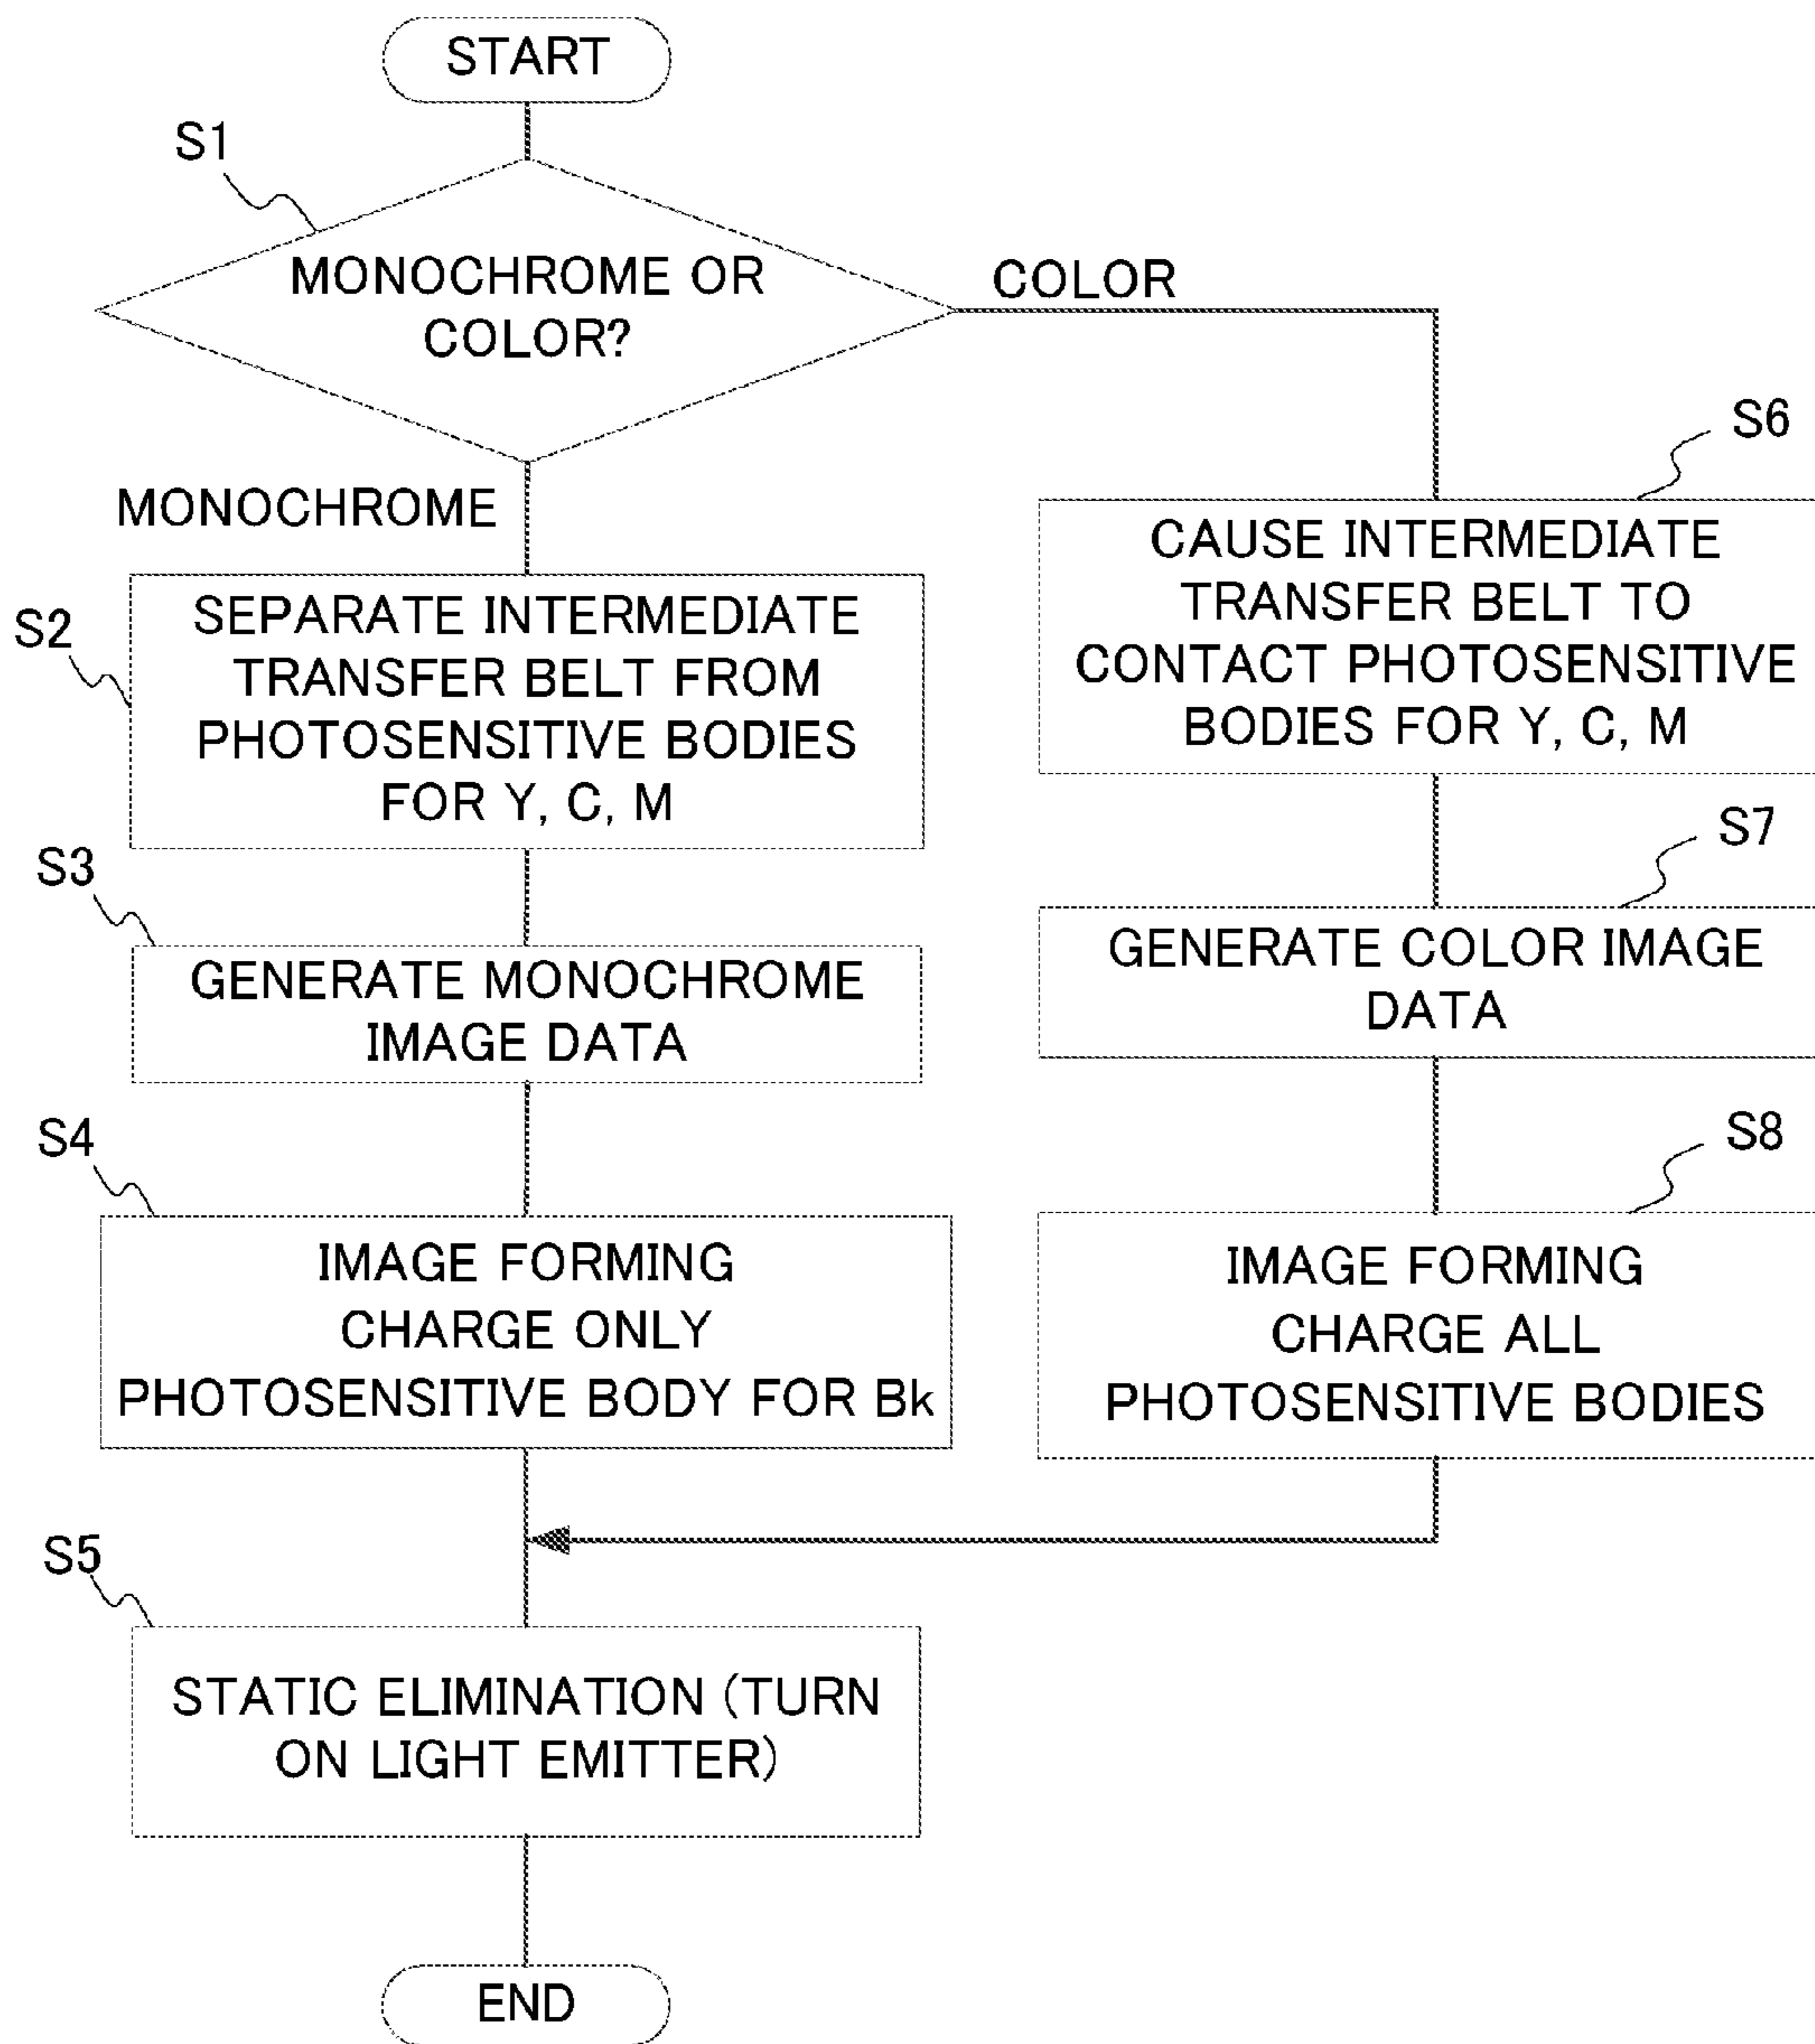 START
S1
MONOCHROME OR
COLOR?
COLOR
MONOCHROME
S2
SEPARATE INTERMEDIATE
TRANSFER BELT FROM
PHOTOSENSITIVE BODIES
FOR Y, C, M
S3
GENERATE MONOCHROME
IMAGE DATA
S4
IMAGE FORMING
CHARGE ONLY
PHOTOSENSITIVE BODY FOR Bk
S6
CAUSE INTERMEDIATE
TRANSFER BELT TO
CONTACT PHOTOSENSITIVE
BODIES FOR Y, C, M
S7
GENERATE COLOR IMAGE
DATA
S8
IMAGE FORMING
CHARGE ALL
PHOTOSENSITIVE BODIES
S5
STATIC ELIMINATION (TURN
ON LIGHT EMITTER)
END